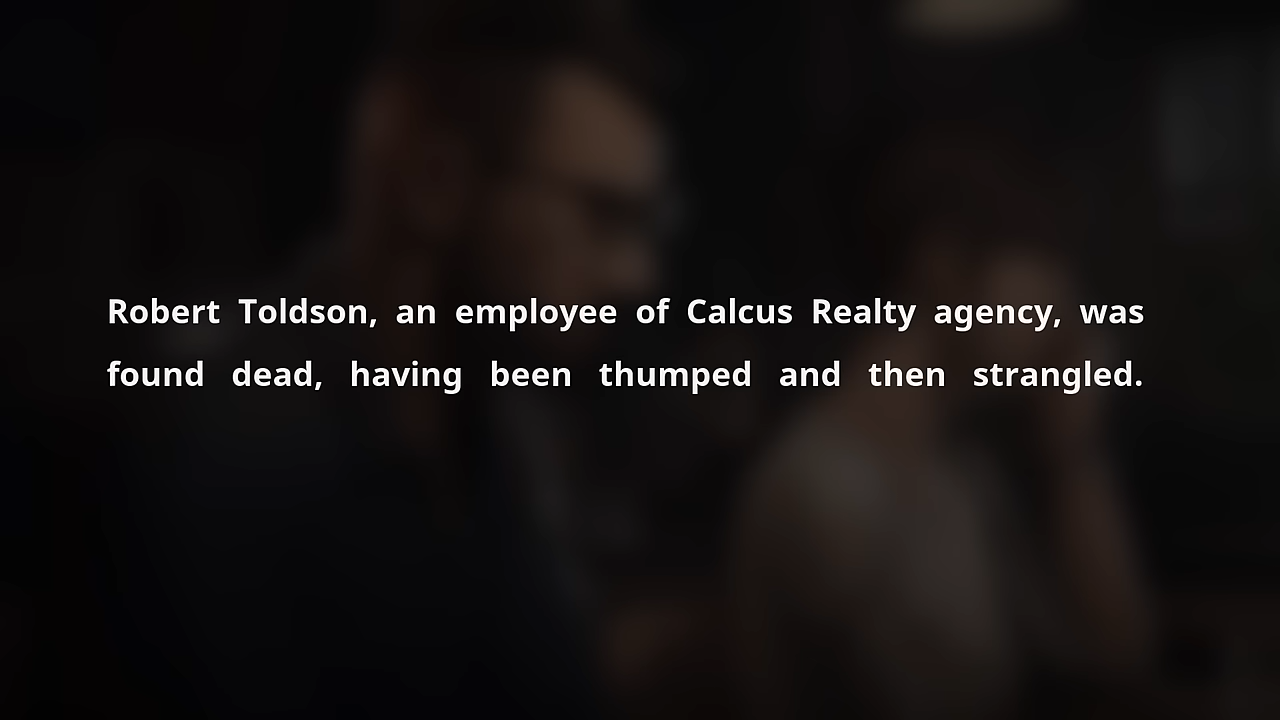 Robert Toldson, an employee of Calcus Realty agency, was
found dead, having been thumped and then strangled.